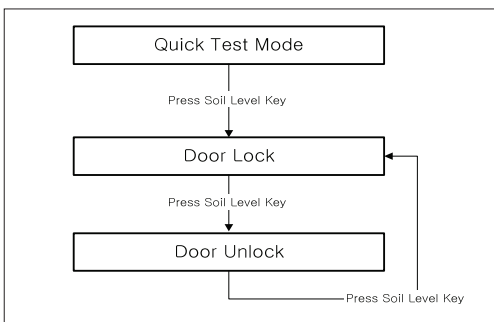 Quick Test Mode
Press Soil Level Key
Door Lock
Press Soil Level Key
Door Unlock
Press Soil Level Key